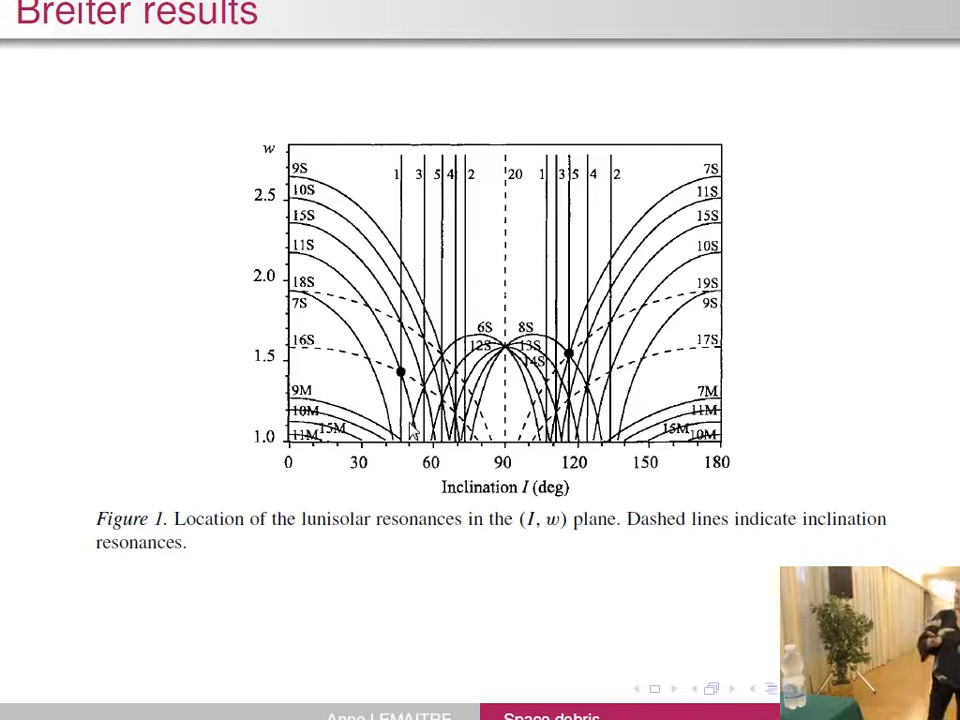 Breiter results
w
9S
10S
15S
11S
18S
7S
16S
9M
10M
15M
11M
1 3 5 4 2 20 1 3 5 4 2
6S 8S
12S 13S
14S
7S
11S
15S
10S
19S
9S
17S
7M
11M
15M 10M
2.5
2.0
1.5
1.0
0 30 60 90 120 150 180
Inclination I (deg)
Figure 1. Location of the lunisolar resonances in the (I, w) plane. Dashed lines indicate inclination
resonances.
Anne LEMAITRE Space debris